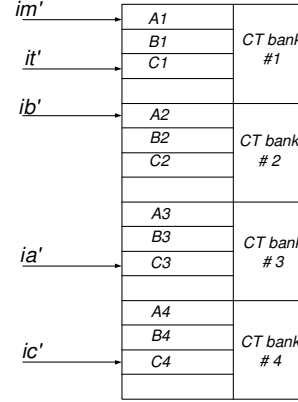 im'
A1
B1
it'
C1
CT bank
#1
ib'
A2
B2
C2
CT bank
# 2
A3
B3
ia'
C3
CT bank
# 3
A4
B4
ic'
C4
CT bank
# 4